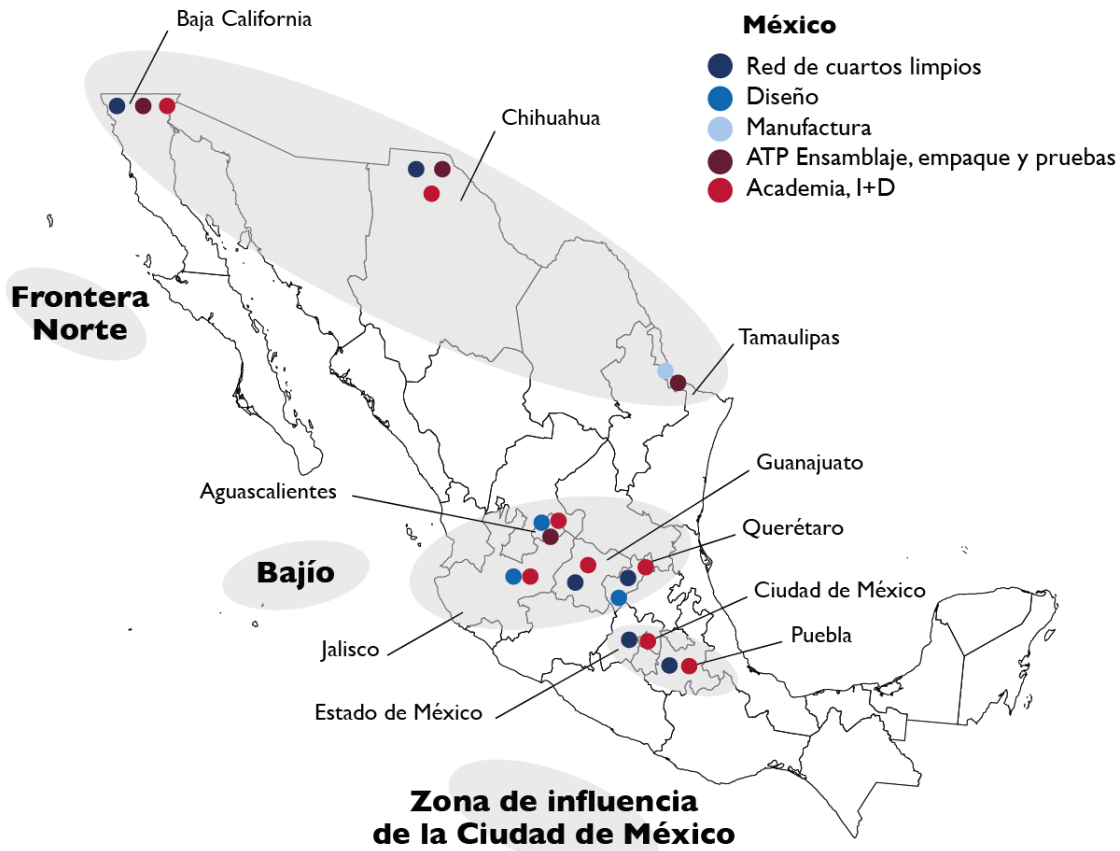 Baja California
México
Red de cuartos limpios
Diseño
Manufactura
ATP Ensamblaje, empaque y pruebas
Academia, I+D
Chihuahua
Frontera
Norte
Tamaulipas
Guanajuato
Aguascalientes
Querétaro
Bajío
Ciudad de México
Puebla
Jalisco
Estado de México
Zona de influencia
de la Ciudad de México